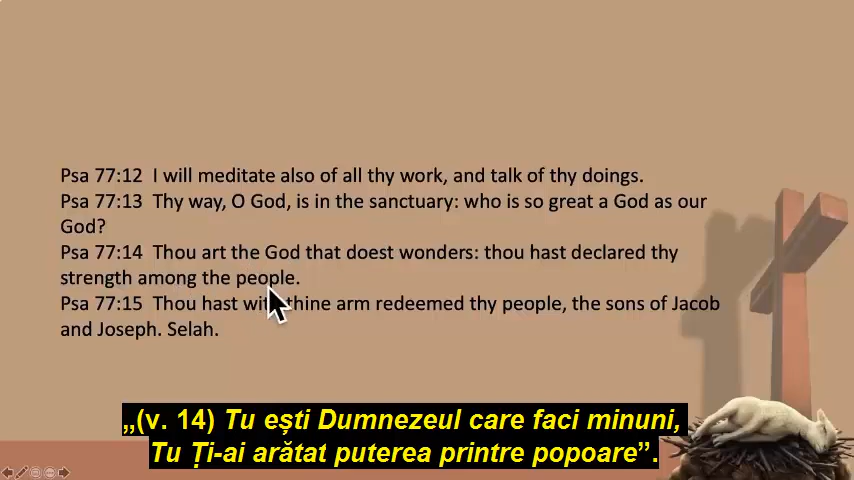 Psa 77:12 I will meditate also of all thy work, and talk of thy doings.
Psa 77:13 Thy way, O God, is in the sanctuary: who is so great a God as our
God?
Psa 77:14 Thou art the God that doest wonders: thou hast declared thy
strength among the people.
Psa 77:15 Thou hast with thine arm redeemed thy people, the sons of Jacob
and Joseph. Selah.
„(v. 14) Tu ești Dumnezeul care faci minuni,
Tu Ți-ai arătat puterea printre popoare”.